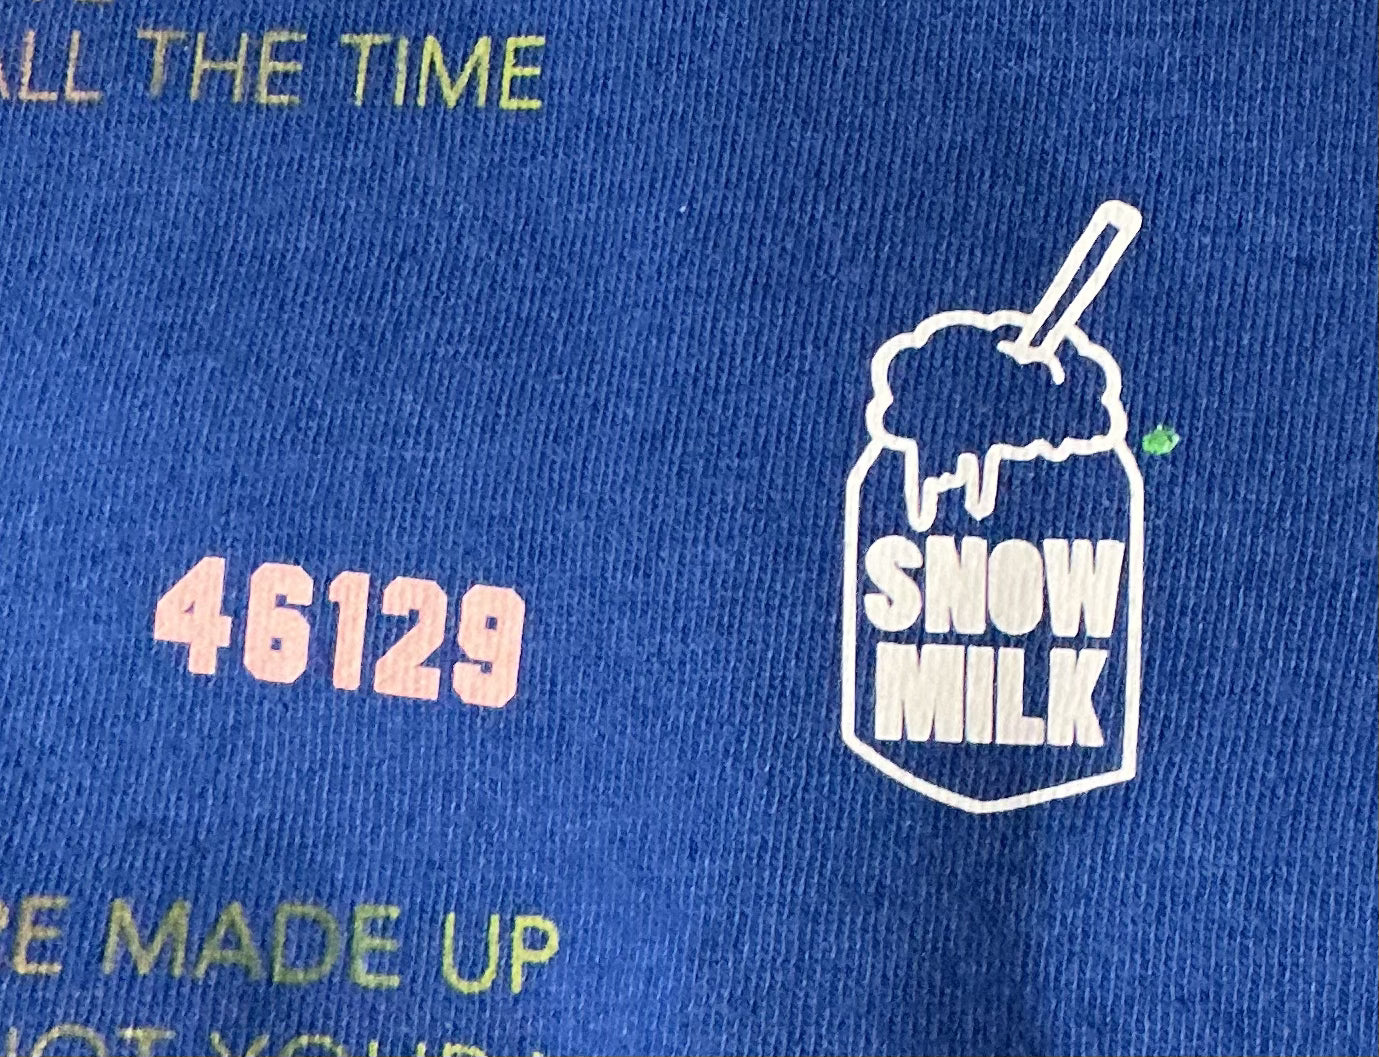 ALL THE TIME
46129
SNOW
MILK
MADE UP